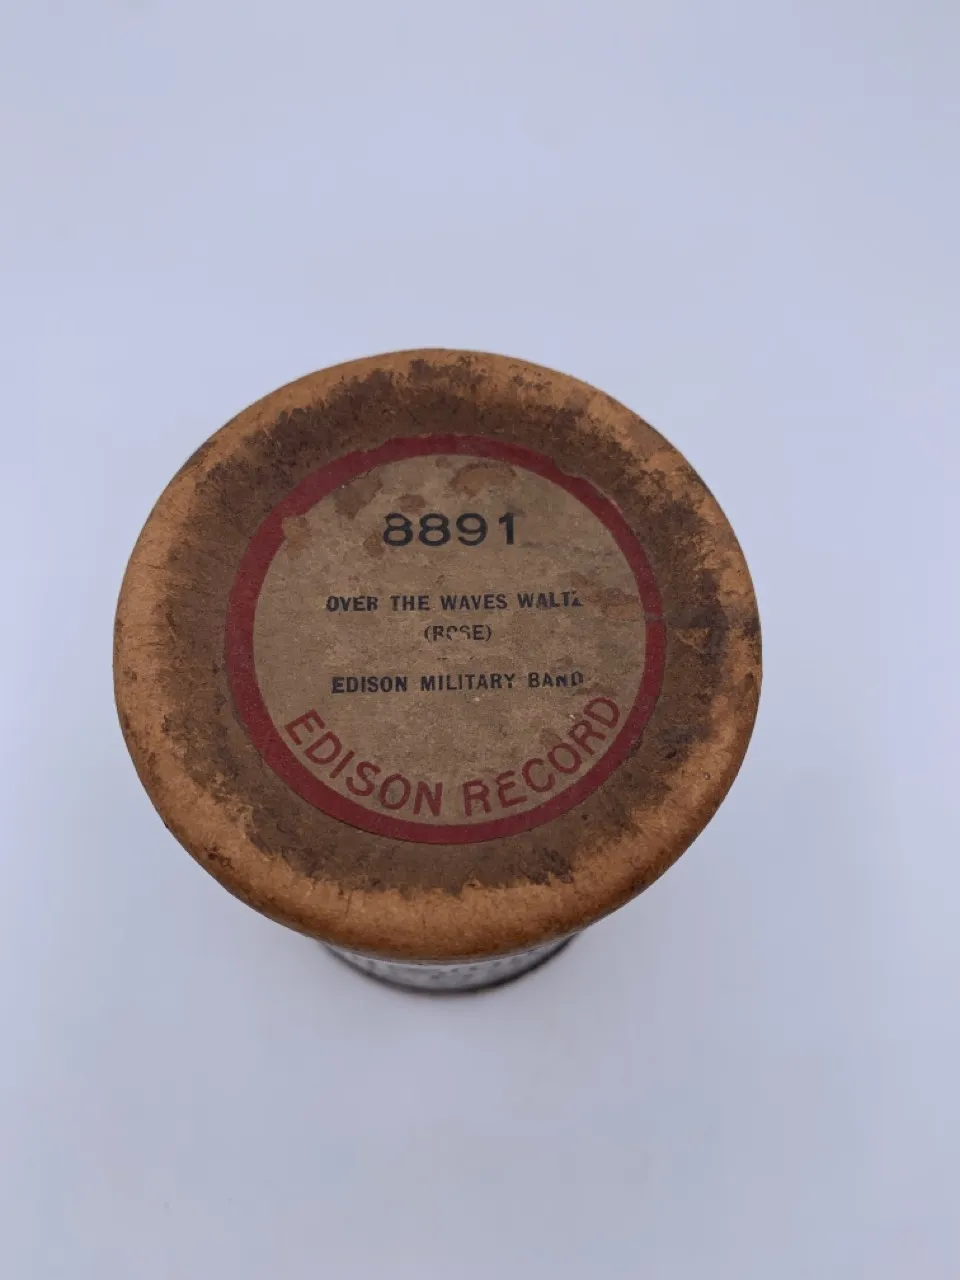 8891
OVER THE WAVES WALTZ
(ROSE)
EDISON MILITARY BAND
EDISON RECORD